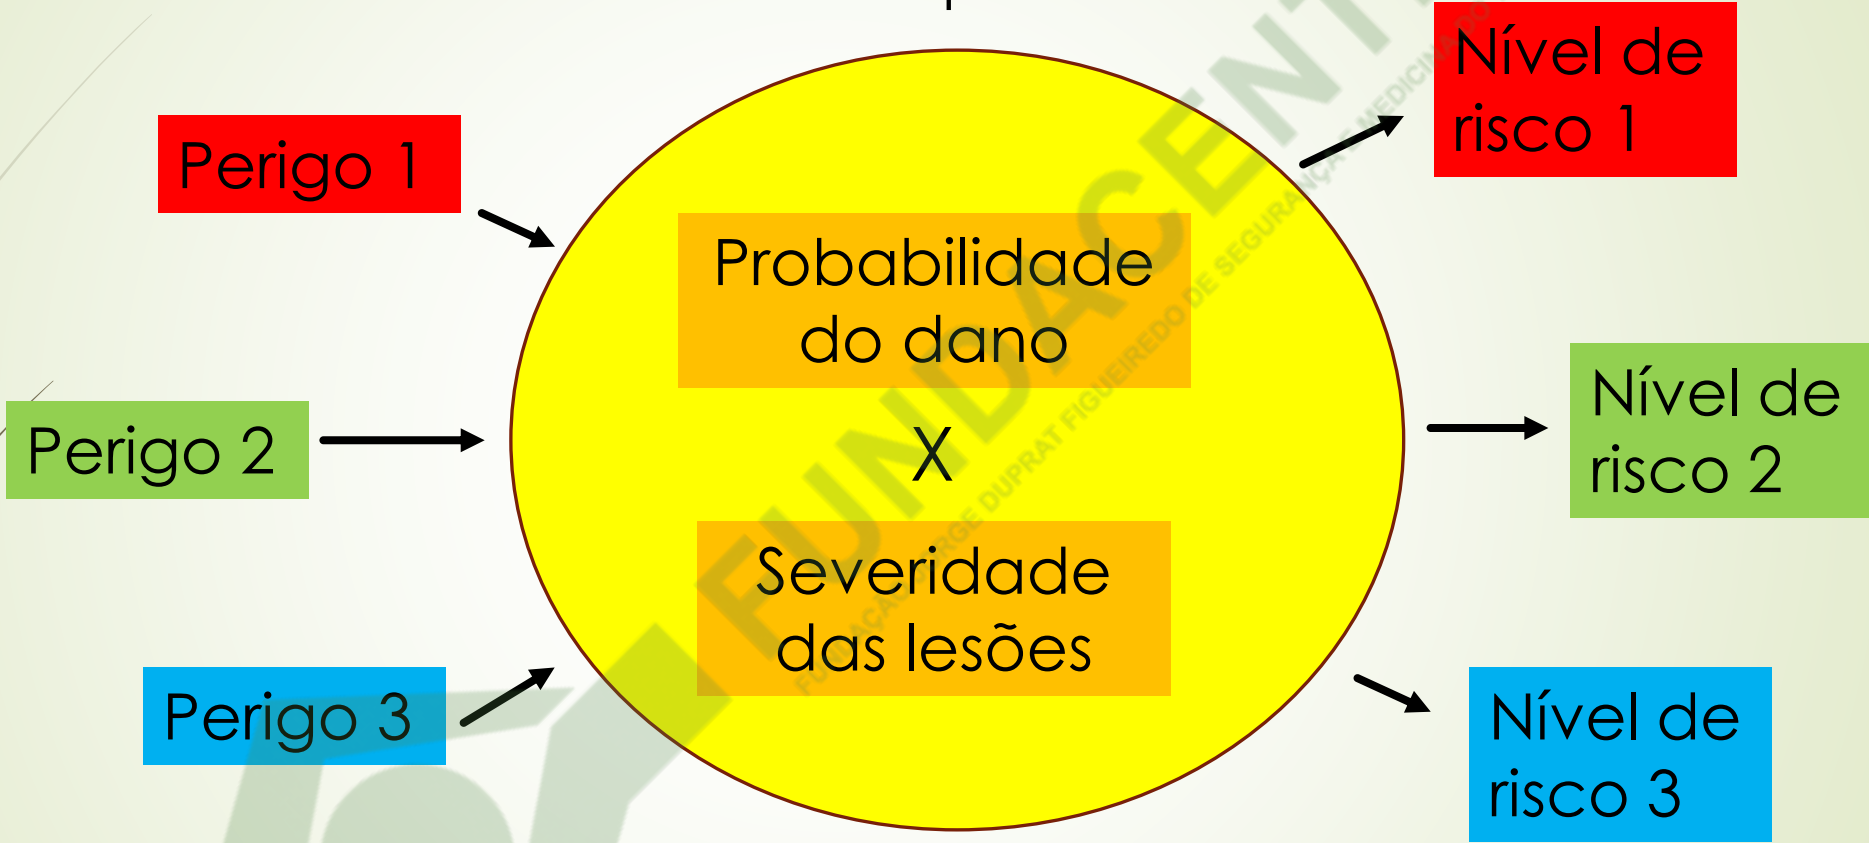 Nível de
risco 1
Perigo 1
Probabilidade
do dano
Nível de
risco 2
Perigo 2
X
Severidade
das lesões
Perigo 3
Nível de
risco 3
FUNDACENT